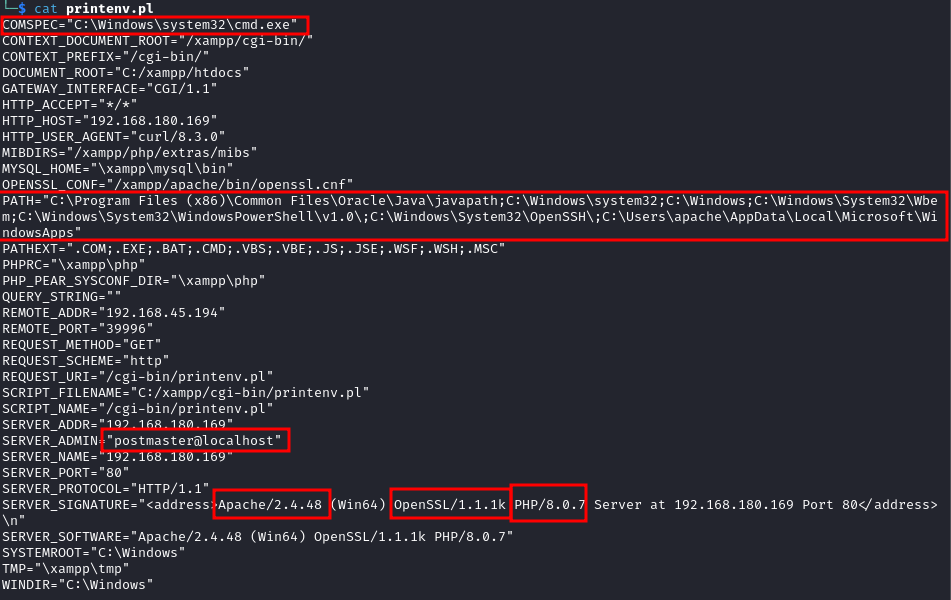 └─$ cat printenv.pl
COMSPEC="C:\Windows\system32\cmd.exe"
CONTEXT_DOCUMENT_ROOT="/xampp/cgi-bin/"
CONTEXT_PREFIX="/cgi-bin/"
DOCUMENT_ROOT="C:/xampp/htdocs"
GATEWAY_INTERFACE="CGI/1.1"
HTTP_ACCEPT="*/*"
HTTP_HOST="192.168.180.169"
HTTP_USER_AGENT="curl/8.3.0"
MIBDIRS="/xampp/php/extras/mibs"
MYSQL_HOME="\xampp\mysql\bin"
OPENSSL_CONF="/xampp/apache/bin/openssl.cnf"
PATH="C:\Program Files (x86)\Common Files\Oracle\Java\javapath;C:\Windows\system32;C:\Windows;C:\Windows\System32\Wbe
m;C:\Windows\System32\WindowsPowerShell\v1.0\;C:\Windows\System32\OpenSSH\;C:\Users\apache\AppData\Local\Microsoft\Wi
ndowsApps"
PATHEXT=".COM;.EXE;.BAT;.CMD;.VBS;.VBE;.JS;.JSE;.WSF;.WSH;.MSC"
PHPRC="\xampp\php"
PHP_PEAR_SYSCONF_DIR="\xampp\php"
QUERY_STRING=""
REMOTE_ADDR="192.168.45.194"
REMOTE_PORT="39996"
REQUEST_METHOD="GET"
REQUEST_SCHEME="http"
REQUEST_URI="/cgi-bin/printenv.pl"
SCRIPT_FILENAME="C:/xampp/cgi-bin/printenv.pl"
SCRIPT_NAME="/cgi-bin/printenv.pl"
SERVER_ADDR="192.168.180.169"
SERVER_ADMIN="postmaster@localhost"
SERVER_NAME="192.168.180.169"
SERVER_PORT="80"
SERVER_PROTOCOL="HTTP/1.1"
SERVER_SIGNATURE="<address>Apache/2.4.48 (Win64) OpenSSL/1.1.1k PHP/8.0.7 Server at 192.168.180.169 Port 80</address>
\n"
SERVER_SOFTWARE="Apache/2.4.48 (Win64) OpenSSL/1.1.1k PHP/8.0.7"
SYSTEMROOT="C:\Windows"
TMP="\xampp\tmp"
WINDIR="C:\Windows"